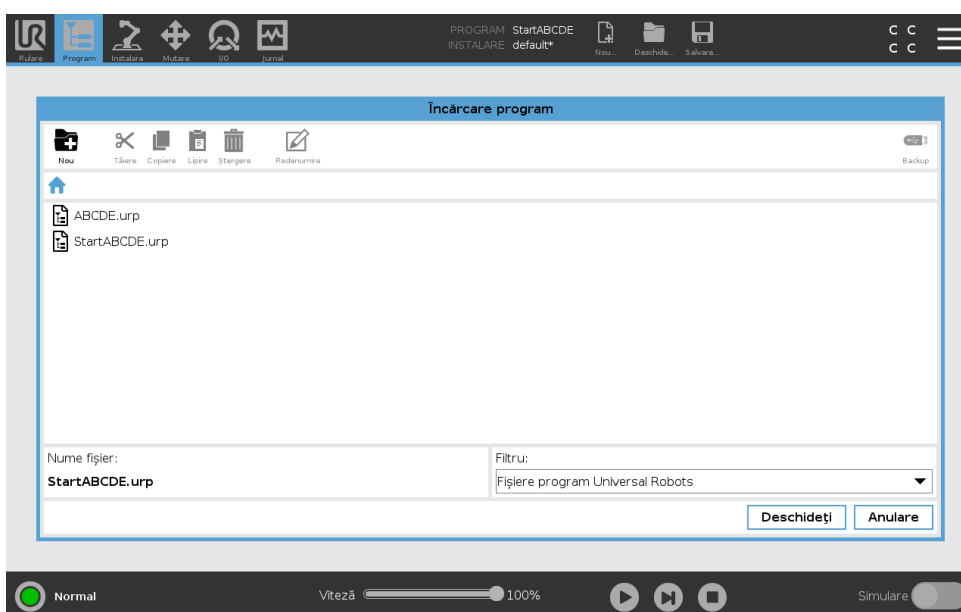 PROGRAM StartABCDE
INSTALARE default*
C C
C C
Rulare Program Instalare Mutare I/O Jurnal Nou... Deschide... Salvare...
Încărcare program
Nou Tăiere Copiere Lipire Ștergere Redenumire Backup
ABCDE.urp
StartABCDE.urp
Nume fișier: Filtru:
StartABCDE.urp Fișiere program Universal Robots
Deschideți Anulare
Normal Viteză 100% Simulare